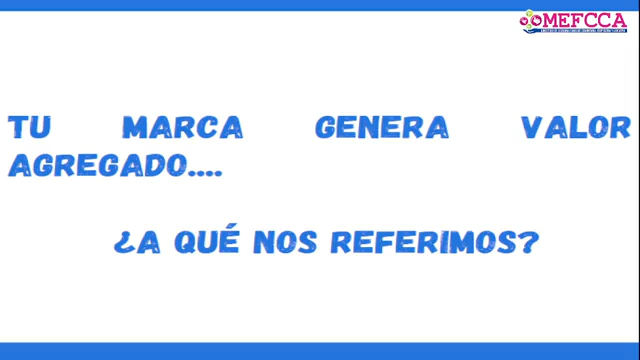 MEFCCA
TU MARCA GENERA VALOR
AGREGADO....
¿A QUÉ NOS REFERIMOS?